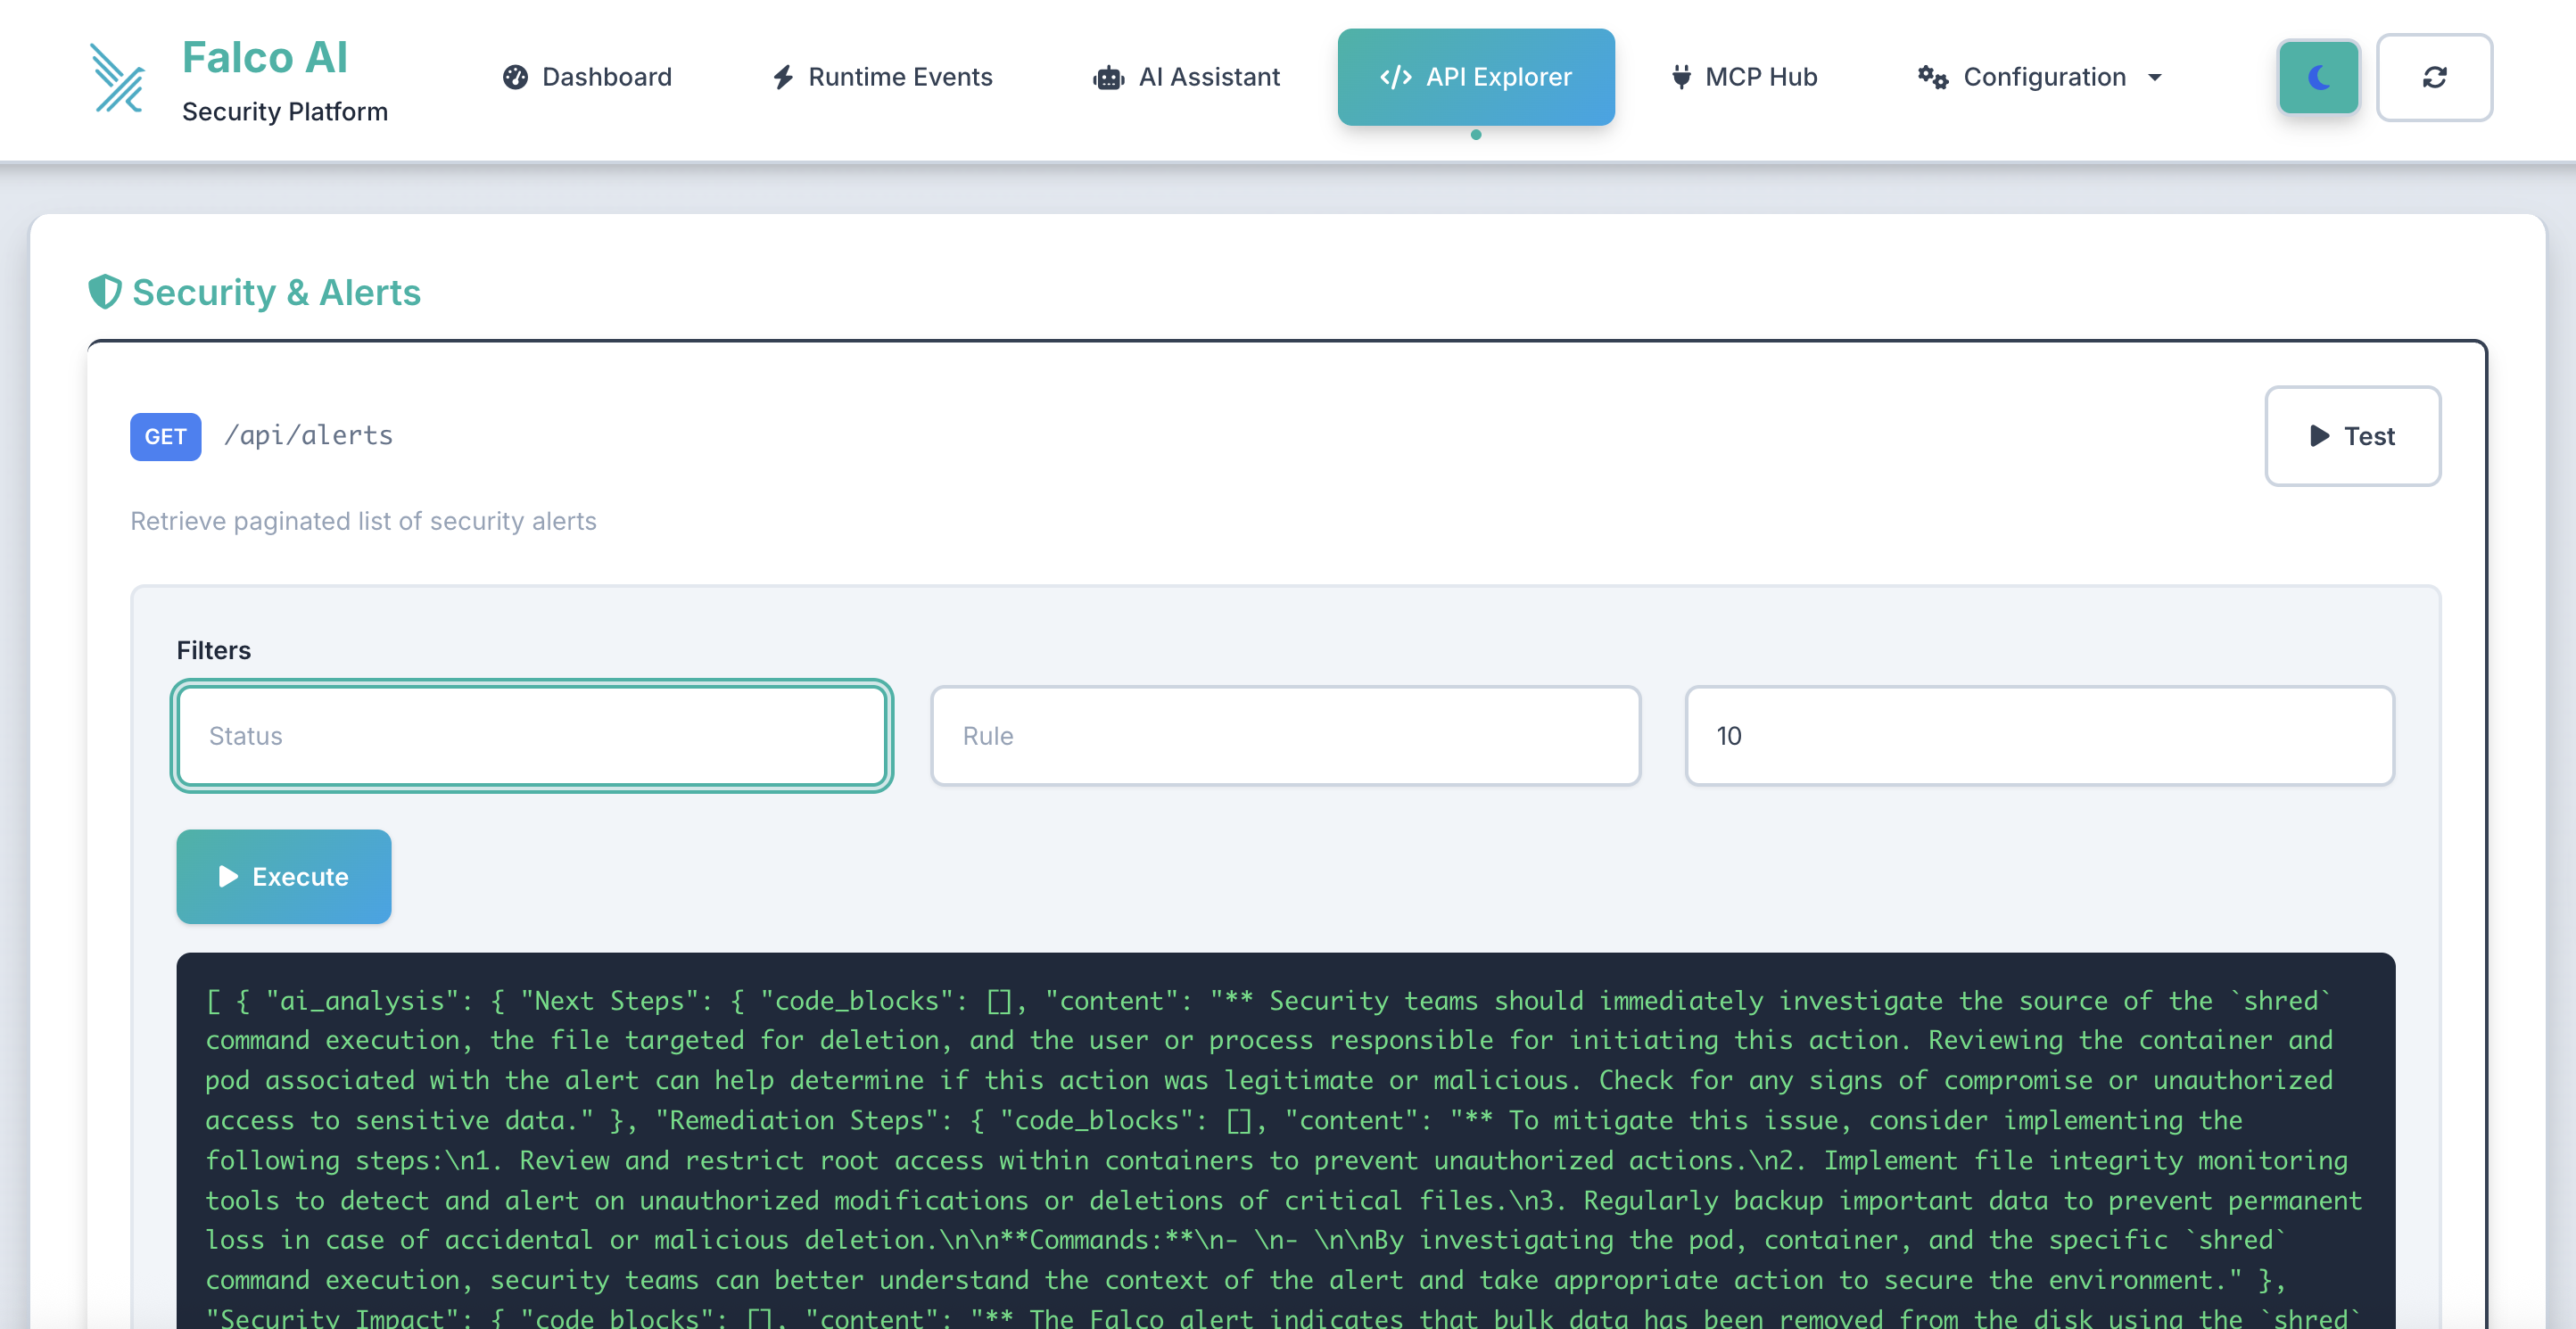 Falco AI
Security Platform
Dashboard
Runtime Events
AI Assistant
API Explorer
MCP Hub
Configuration
Security & Alerts
GET /api/alerts
Test
Retrieve paginated list of security alerts
Filters
Status
Rule
10
Execute
[ { "ai_analysis": { "Next Steps": { "code_blocks": [], "content": "** Security teams should immediately investigate the source of the `shred`
command execution, the file targeted for deletion, and the user or process responsible for initiating this action. Reviewing the container and
pod associated with the alert can help determine if this action was legitimate or malicious. Check for any signs of compromise or unauthorized
access to sensitive data." }, "Remediation Steps": { "code_blocks": [], "content": "** To mitigate this issue, consider implementing the
following steps:\n1. Review and restrict root access within containers to prevent unauthorized actions.\n2. Implement file integrity monitoring
tools to detect and alert on unauthorized modifications or deletions of critical files.\n3. Regularly backup important data to prevent permanent
loss in case of accidental or malicious deletion.\n\n**Commands:**\n- \n- \n\nBy investigating the pod, container, and the specific `shred`
command execution, security teams can better understand the context of the alert and take appropriate action to secure the environment." },
"Security Impact": { "code_blocks": [], "content": "** The Falco alert indicates that bulk data has been removed from the disk using the `shred`